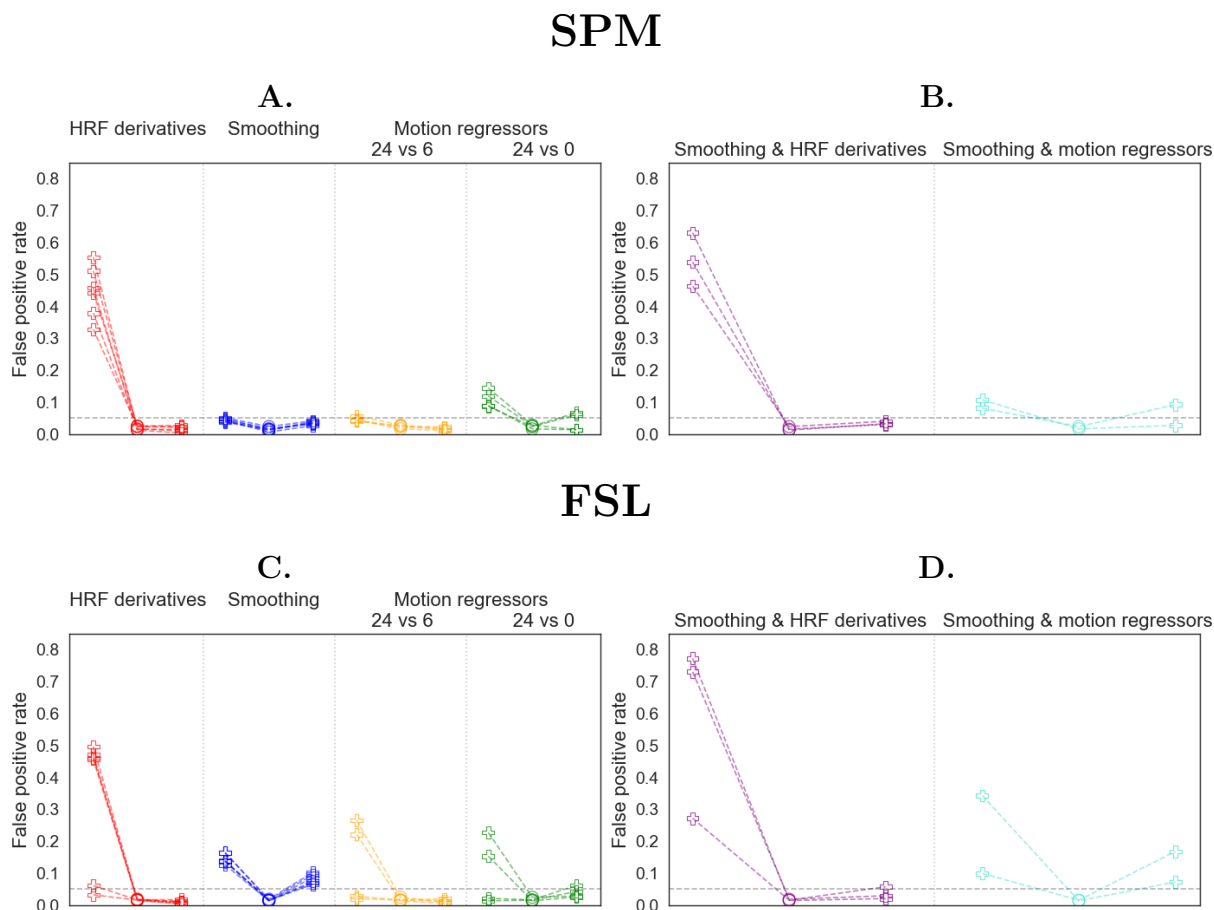 SPM
A.
B.
HRF derivatives Smoothing Motion regressors
24 vs 6 24 vs 0
Smoothing & HRF derivatives Smoothing & motion regressors
False positive rate
0.8
0.7
0.6
0.5
0.4
0.3
0.2
0.1
0.0
False positive rate
0.8
0.7
0.6
0.5
0.4
0.3
0.2
0.1
0.0
FSL
C.
D.
HRF derivatives Smoothing Motion regressors
24 vs 6 24 vs 0
Smoothing & HRF derivatives Smoothing & motion regressors
False positive rate
0.8
0.7
0.6
0.5
0.4
0.3
0.2
0.1
0.0
False positive rate
0.8
0.7
0.6
0.5
0.4
0.3
0.2
0.1
0.0